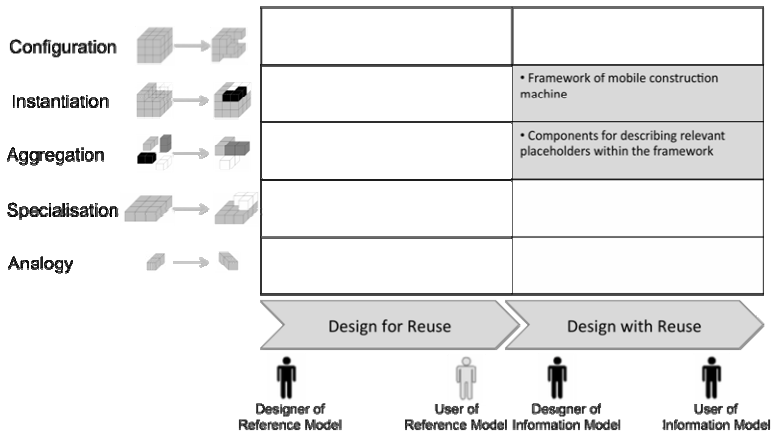 Configuration
Instantiation
• Framework of mobile construction
machine
Aggregation
• Components for describing relevant
placeholders within the framework
Specialisation
Analogy
Design for Reuse
Design with Reuse
Designer of
Reference Model
User of
Reference Model
Designer of
Information Model
User of
Information Model